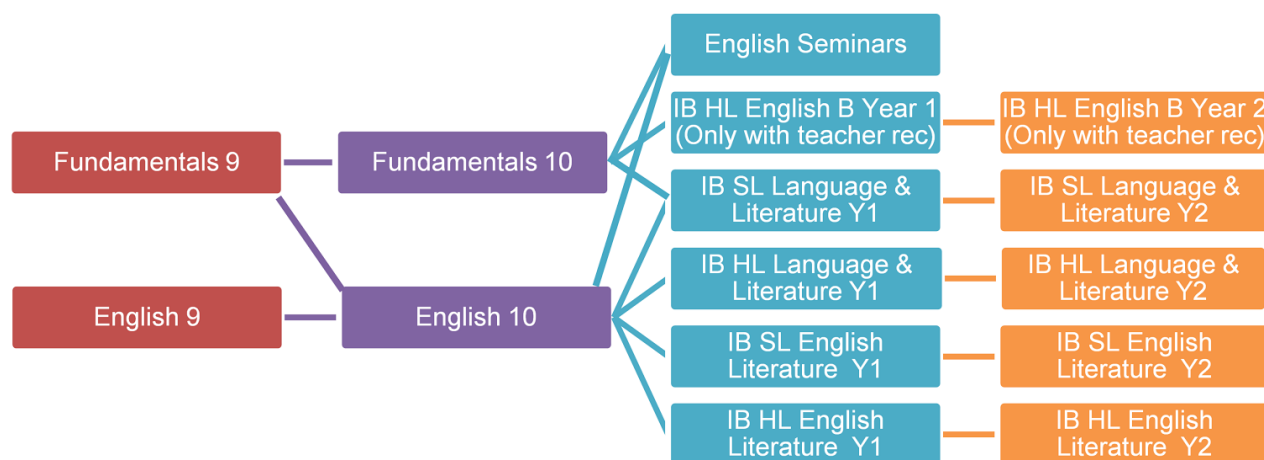 Fundamentals 9
English 9
Fundamentals 10
English 10
English Seminars
IB HL English B Year 1
(Only with teacher rec)
IB SL Language &
Literature Y1
IB HL Language &
Literature Y1
IB SL English
Literature  Y1
IB HL English
Literature  Y1
IB HL English B Year 2
(Only with teacher rec)
IB SL Language &
Literature Y2
IB HL Language &
Literature Y2
IB SL English
Literature  Y2
IB HL English
Literature  Y2